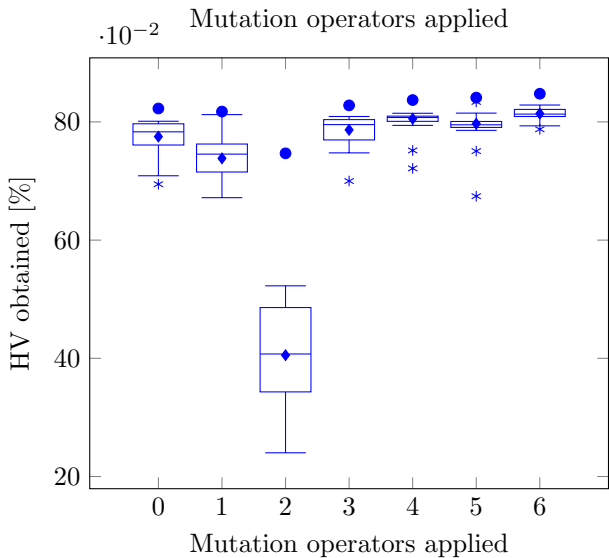 Mutation operators applied
·10−2
80
60
40
20
HV obtained [%]
0 1 2 3 4 5 6
Mutation operators applied